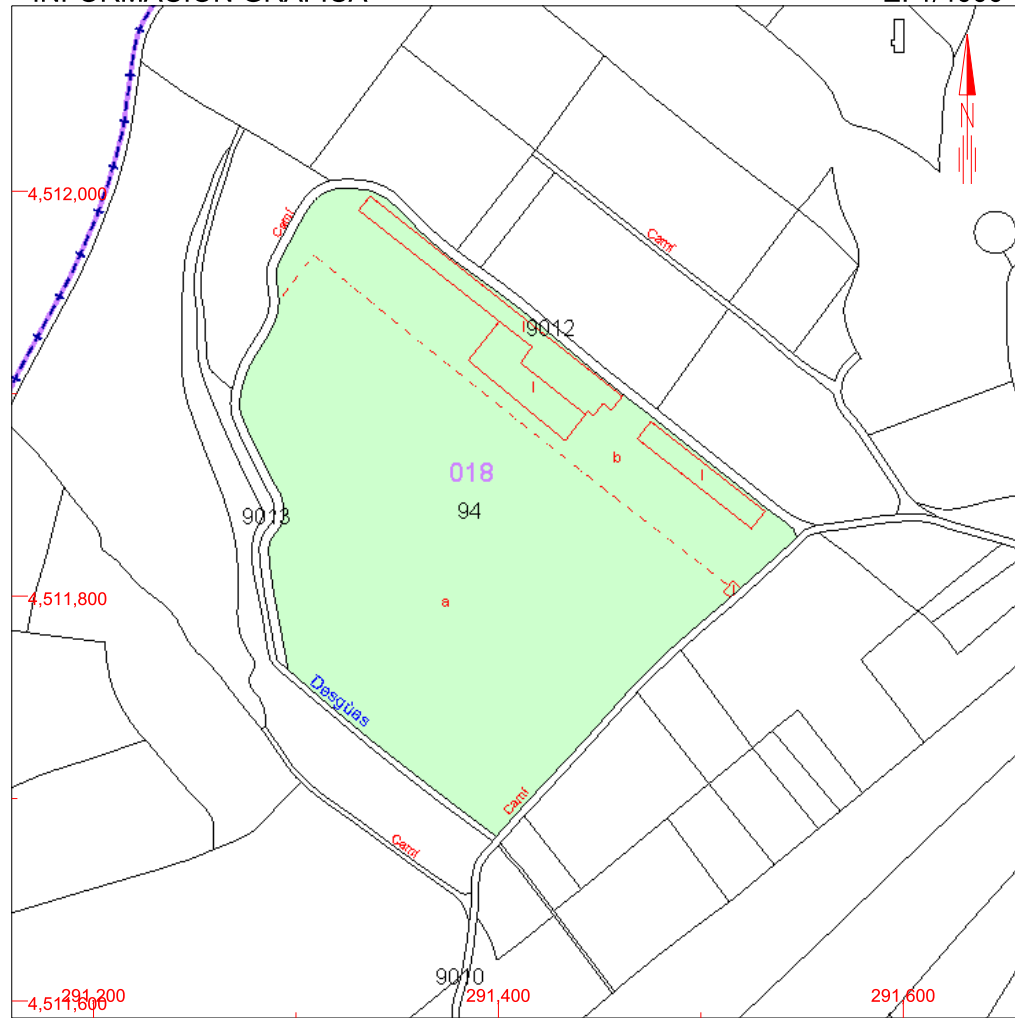 N
4,512,000
Camí
Camí
9012
I
I
b
I
018
94
9013
I
4,511,800
a
Desgüas
Camí
Camí
9010
4,511,600
291,200
291,400
291,600